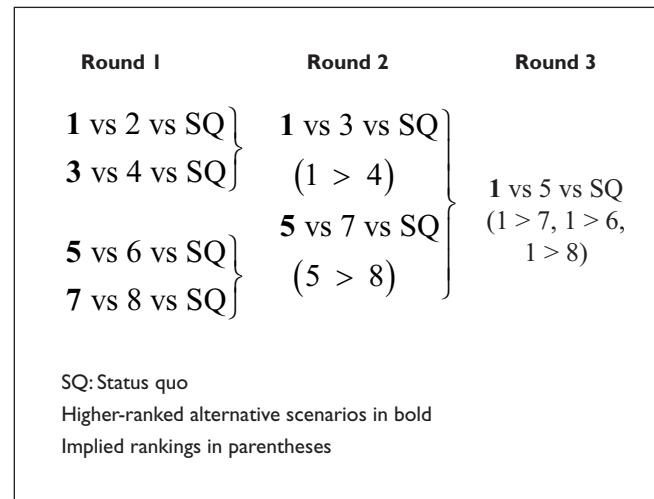 Round 1 Round 2 Round 3
1 vs 2 vs SQ
3 vs 4 vs SQ
5 vs 6 vs SQ
7 vs 8 vs SQ
1 vs 3 vs SQ
(1 > 4)
5 vs 7 vs SQ
(5 > 8)
1 vs 5 vs SQ
(1 > 7, 1 > 6,
1 > 8)
SQ: Status quo
Higher-ranked alternative scenarios in bold
Implied rankings in parentheses